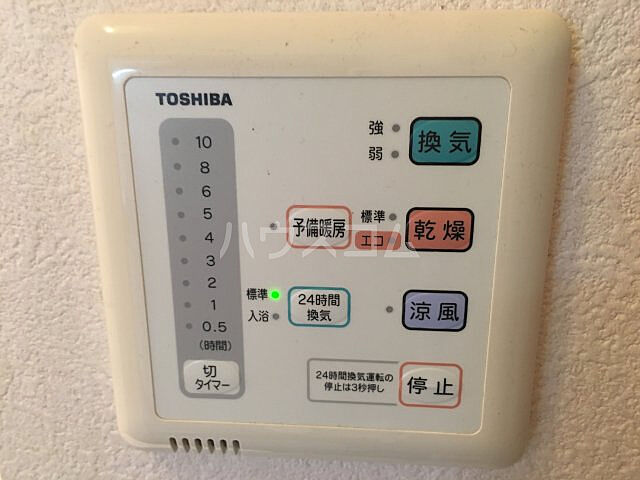 TOSHIBA
10
8
6
5
4
3
2
1
0.5
(時間)
切
タイマー
強
弱
換気
予備暖房
標準
エコ
乾燥
標準
入浴
24時間
換気
涼風
24時間換気運転の
停止は3秒押し
停止
ハウスコム